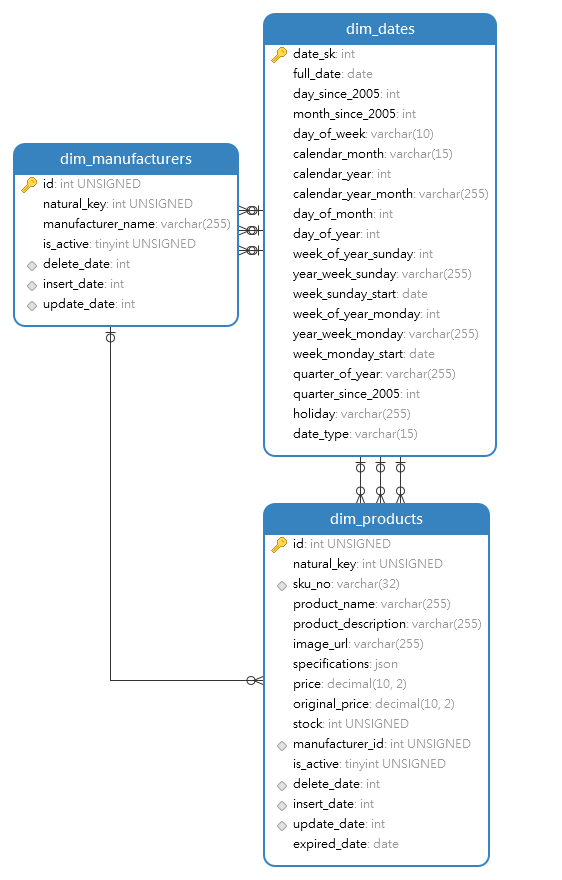 dim_dates
date_sk: int
full_date: date
day_since_2005: int
month_since_2005: int
day_of_week: varchar(10)
calendar_month: varchar(15)
calendar_year: int
calendar_year_month: varchar(255)
day_of_month: int
day_of_year: int
week_of_year_sunday: int
year_week_sunday: varchar(255)
week_sunday_start: date
week_of_year_monday: int
year_week_monday: varchar(255)
week_monday_start: date
quarter_of_year: varchar(255)
quarter_since_2005: int
holiday: varchar(255)
date_type: varchar(15)
dim_manufacturers
id: int UNSIGNED
natural_key: int UNSIGNED
manufacturer_name: varchar(255)
is_active: tinyint UNSIGNED
delete_date: int
insert_date: int
update_date: int
dim_products
id: int UNSIGNED
natural_key: int UNSIGNED
sku_no: varchar(32)
product_name: varchar(255)
product_description: varchar(255)
image_url: varchar(255)
specifications: json
price: decimal(10, 2)
original_price: decimal(10, 2)
stock: int UNSIGNED
manufacturer_id: int UNSIGNED
is_active: tinyint UNSIGNED
delete_date: int
insert_date: int
update_date: int
expired_date: date